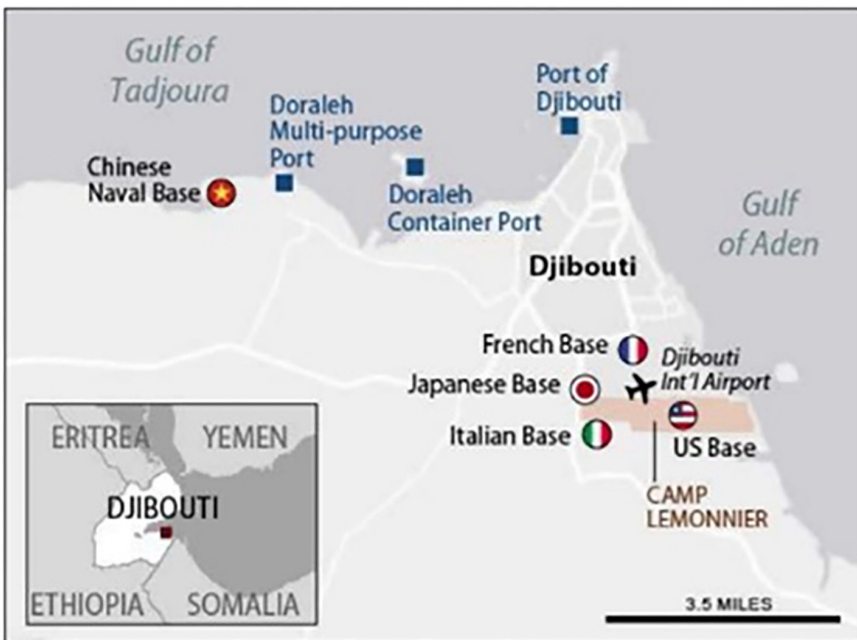 Gulf of
Tadjoura
Port of
Djibouti
Doraleh
Multi-purpose
Port
Chinese
Naval Base
Doraleh
Container Port
Gulf
of Aden
Djibouti
French Base
Djibouti
Int'l Airport
Japanese Base
Italian Base
US Base
CAMP
LEMONNIER
ERITREA
YEMEN
DJIBOUTI
ETHIOPIA
SOMALIA
3.5 MILES